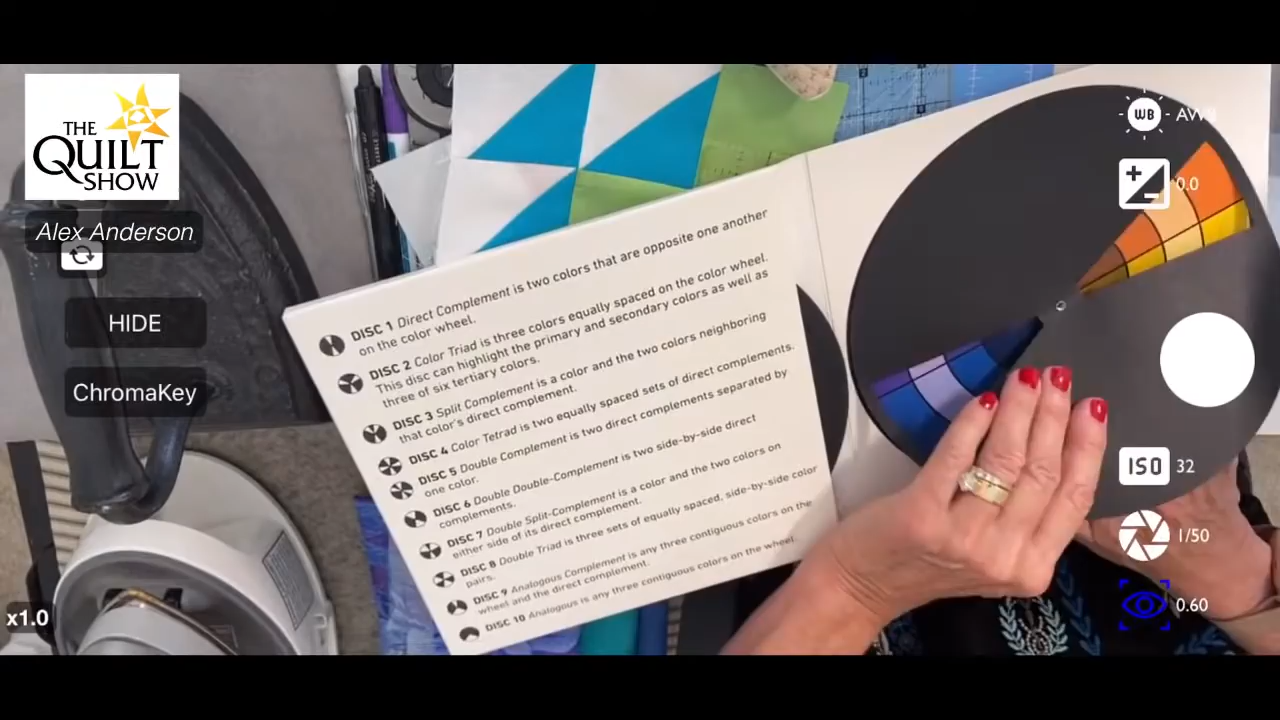 THE
QUILT
SHOW
Alex Anderson
HIDE
ChromaKey
x1.0
DISC 1 Direct Complement is two colors that are opposite one another
on the color wheel.
DISC 2 Color Triad is three colors equally spaced on the color wheel.
This disc can highlight the primary and secondary colors as well as
three of six tertiary colors.
DISC 3 Split Complement is a color and the two colors neighboring
that color's direct complement.
DISC 4 Color Tetrad is two equally spaced sets of direct complements.
DISC 5 Double Complement is two direct complements separated by
one color.
DISC 6 Double Double-Complement is two side-by-side direct
complements.
DISC 7 Double Split-Complement is a color and the two colors on
either side of its direct complement.
DISC 8 Double Triad is three sets of equally spaced, side-by-side color
pairs.
DISC 9 Analogous Complement is any three contiguous colors on the
wheel and the direct complement.
DISC 10 Analogous is any three contiguous colors on the wheel.
WB AWB
0.0
ISO 32
1/50
0.60